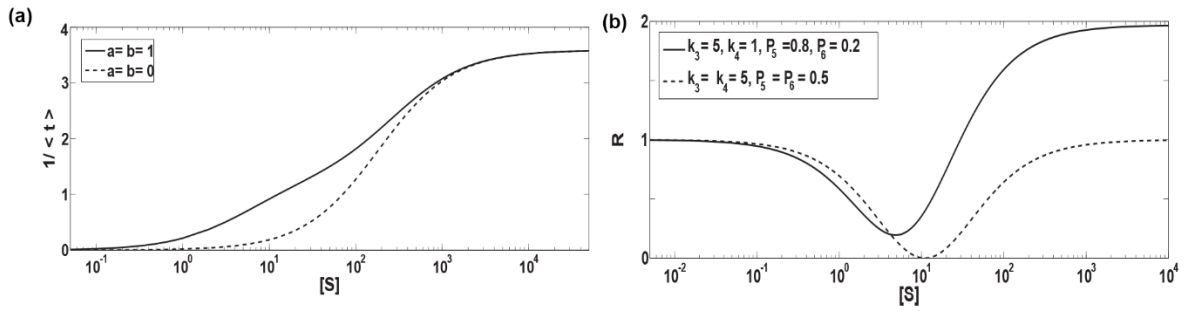 (a)
4
3
2
1
0
1/ < t >
a= b= 1
a= b= 0
10^-1
10^0
10^1
10^2
10^3
10^4
[S]
(b)
2
1
0
R
k_3= 5, k_4= 1, P_5=0.8, P_6= 0.2
k_3= k_4= 5, P_5 = P_6= 0.5
10^-2
10^-1
10^0
10^1
10^2
10^3
10^4
[S]